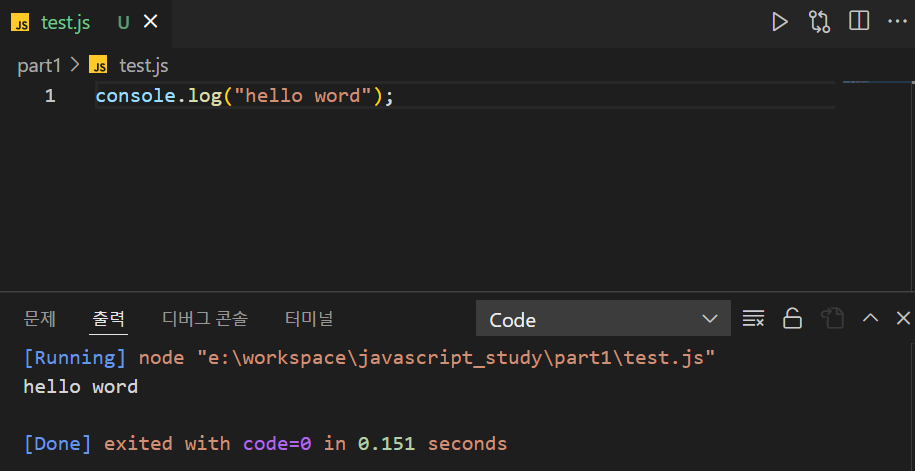 JS test.js U
part1 > JS test.js
1 console.log("hello word");
문제 출력 디버그 콘솔 터미널 Code
[Running] node "e:\workspace\javascript_study\part1\test.js"
hello word
[Done] exited with code=0 in 0.151 seconds